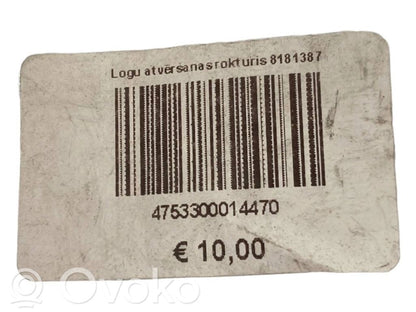 Logu atvēršanas rokturis 8181387
4753300014470
€ 10,00
© Ovoko